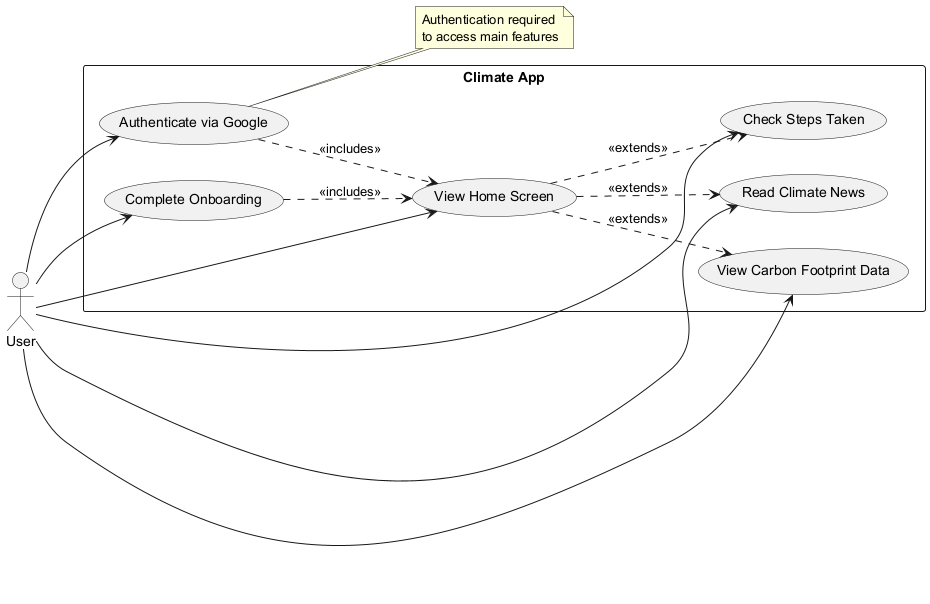 Authentication required
to access main features
Climate App
Authenticate via Google
Check Steps Taken
«includes»
«extends»
Complete Onboarding
«includes»
View Home Screen
«extends»
Read Climate News
«extends»
View Carbon Footprint Data
User